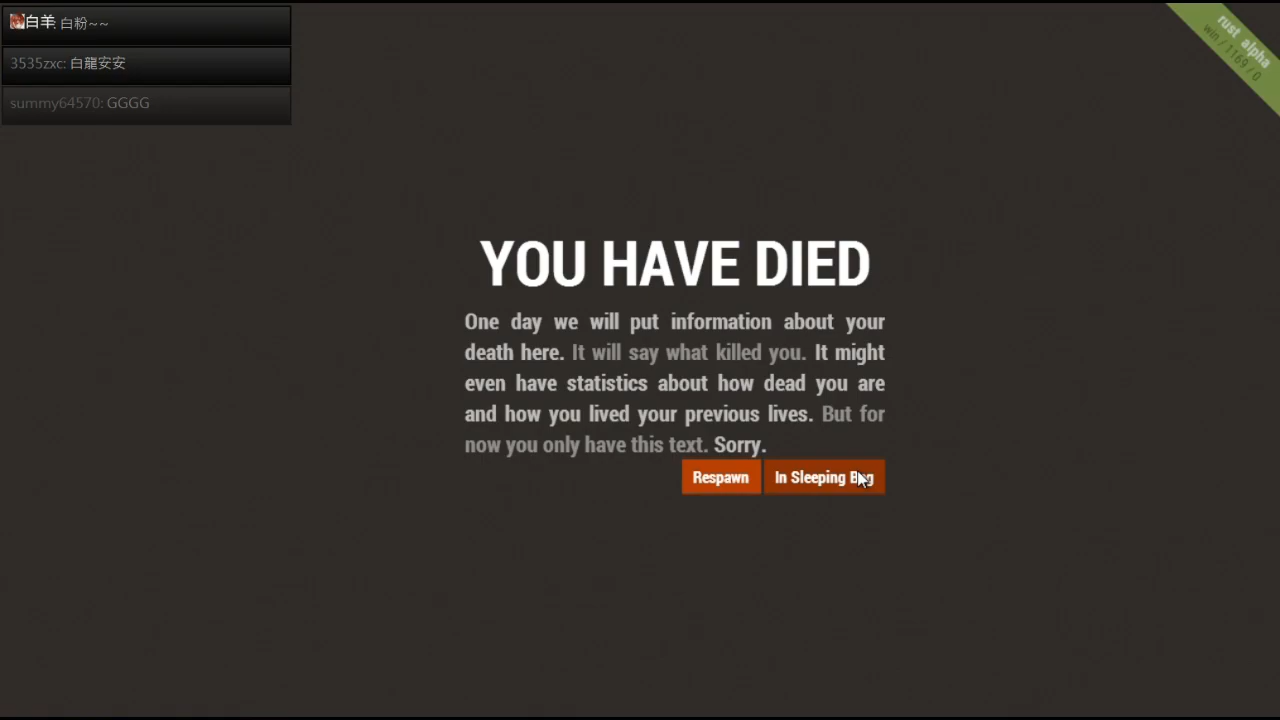 白羊: 白粉~~
3535zxc: 白龍安安
summy64570: GGGG
rust alpha
win / 1169 / 0
YOU HAVE DIED
One day we will put information about your
death here. It will say what killed you. It might
even have statistics about how dead you are
and how you lived your previous lives. But for
now you only have this text. Sorry.
Respawn In Sleeping Bag